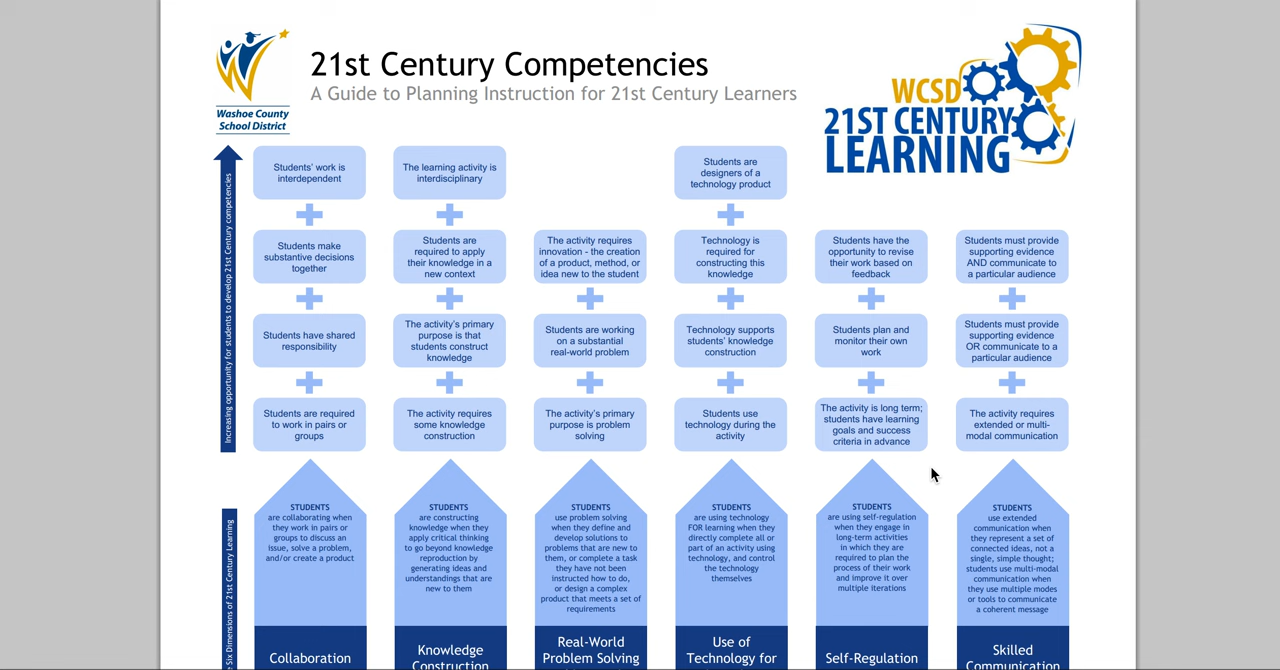 Washoe County
School District
21st Century Competencies
A Guide to Planning Instruction for 21st Century Learners
WCSD
21ST CENTURY
LEARNING
Increasing opportunity for students to develop 21st Century competencies
Students' work is
interdependent
The learning activity is
interdisciplinary
Students are
designers of a
technology product
Students make
substantive decisions
together
Students are
required to apply
their knowledge in a
new context
The activity requires
innovation - the creation
of a product, method, or
idea new to the student
Technology is
required for
constructing this
knowledge
Students have the
opportunity to revise
their work based on
feedback
Students must provide
supporting evidence
AND communicate to
a particular audience
Students have shared
responsibility
The activity's primary
purpose is that
students construct
knowledge
Students are working
on a substantial
real-world problem
Technology supports
students' knowledge
construction
Students plan and
monitor their own
work
Students must provide
supporting evidence
OR communicate to a
particular audience
Students are required
to work in pairs or
groups
The activity requires
some knowledge
construction
The activity's primary
purpose is problem
solving
Students use
technology during the
activity
The activity is long term;
students have learning
goals and success
criteria in advance
The activity requires
extended or multi-
modal communication
Six Dimensions of 21st Century Learning
STUDENTS
are collaborating when
they work in pairs or
groups to discuss an
issue, solve a problem,
and/or create a product
STUDENTS
are constructing
knowledge when they
apply critical thinking
to go beyond knowledge
reproduction by
generating ideas and
understandings that are
new to them
STUDENTS
use problem solving
when they define and
develop solutions to
problems that are new to
them, or complete a task
they have not been
instructed how to do,
or design a complex
product that meets a set of
requirements
STUDENTS
are using technology
FOR learning when they
directly complete all or
part of an activity using
technology, and control
the technology
themselves
STUDENTS
are using self-regulation
when they engage in
long-term activities
in which they are
required to plan the
process of their work
and improve it over
multiple iterations
STUDENTS
use extended
communication when
they represent a set of
connected ideas, not a
single, simple thought;
students use multi-modal
communication when
they use multiple modes
or tools to communicate
a coherent message
Collaboration
Knowledge
Construction
Real-World
Problem Solving
Use of
Technology for
Self-Regulation
Skilled
Communication